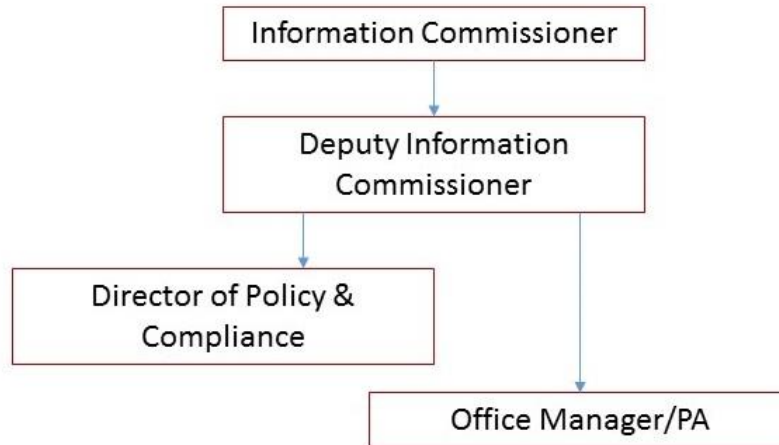 Information Commissioner
Deputy Information
Commissioner
Director of Policy &
Compliance
Office Manager/PA